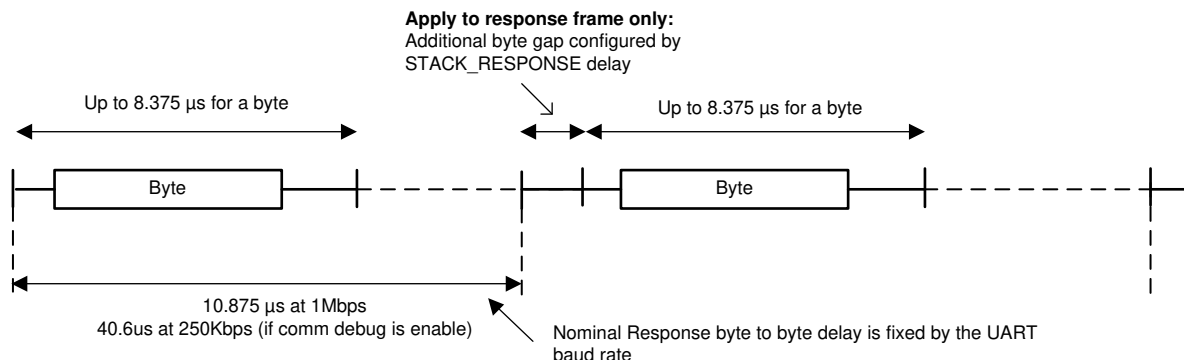 Apply to response frame only:
Additional byte gap configured by
STACK_RESPONSE delay
Up to 8.375 µs for a byte
Up to 8.375 µs for a byte
Byte
Byte
10.875 µs at 1Mbps
40.6us at 250Kbps (if comm debug is enable)
Nominal Response byte to byte delay is fixed by the UART
baud rate